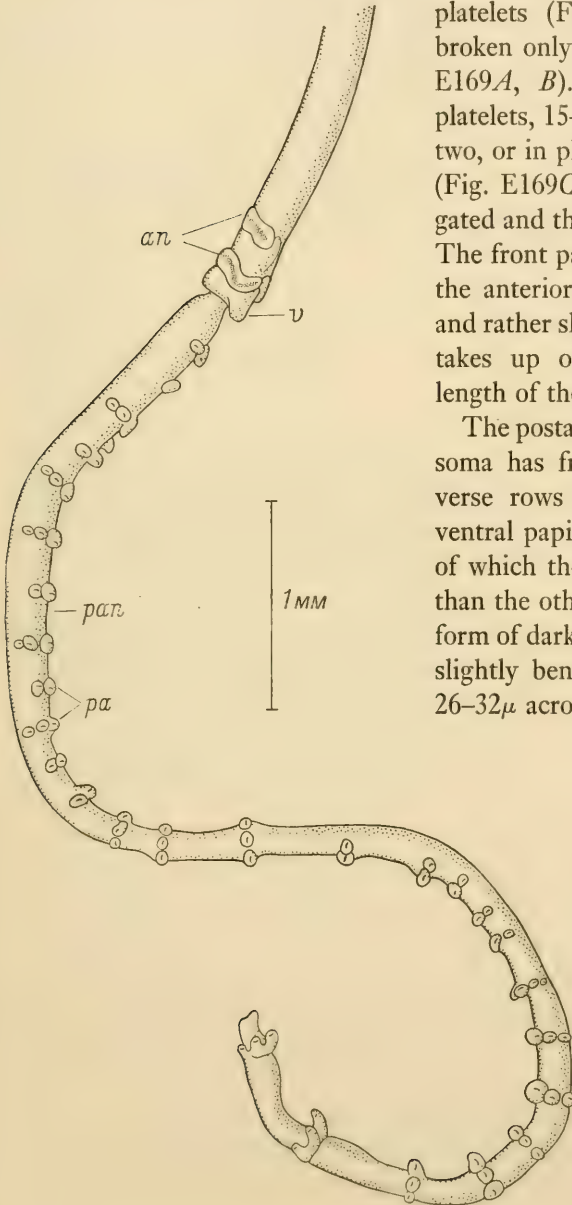 platelets (F
broken only
E169A, B).
platelets, 15-
two, or in p
(Fig. E169C
gated and th
The front pa
the anterior
and rather sl
takes up o
length of the
The posta
soma has fr
verse rows
ventral papi
of which th
than the oth
form of dark
slightly ben
26–32μ acro
an
v
pan
1мм
pa